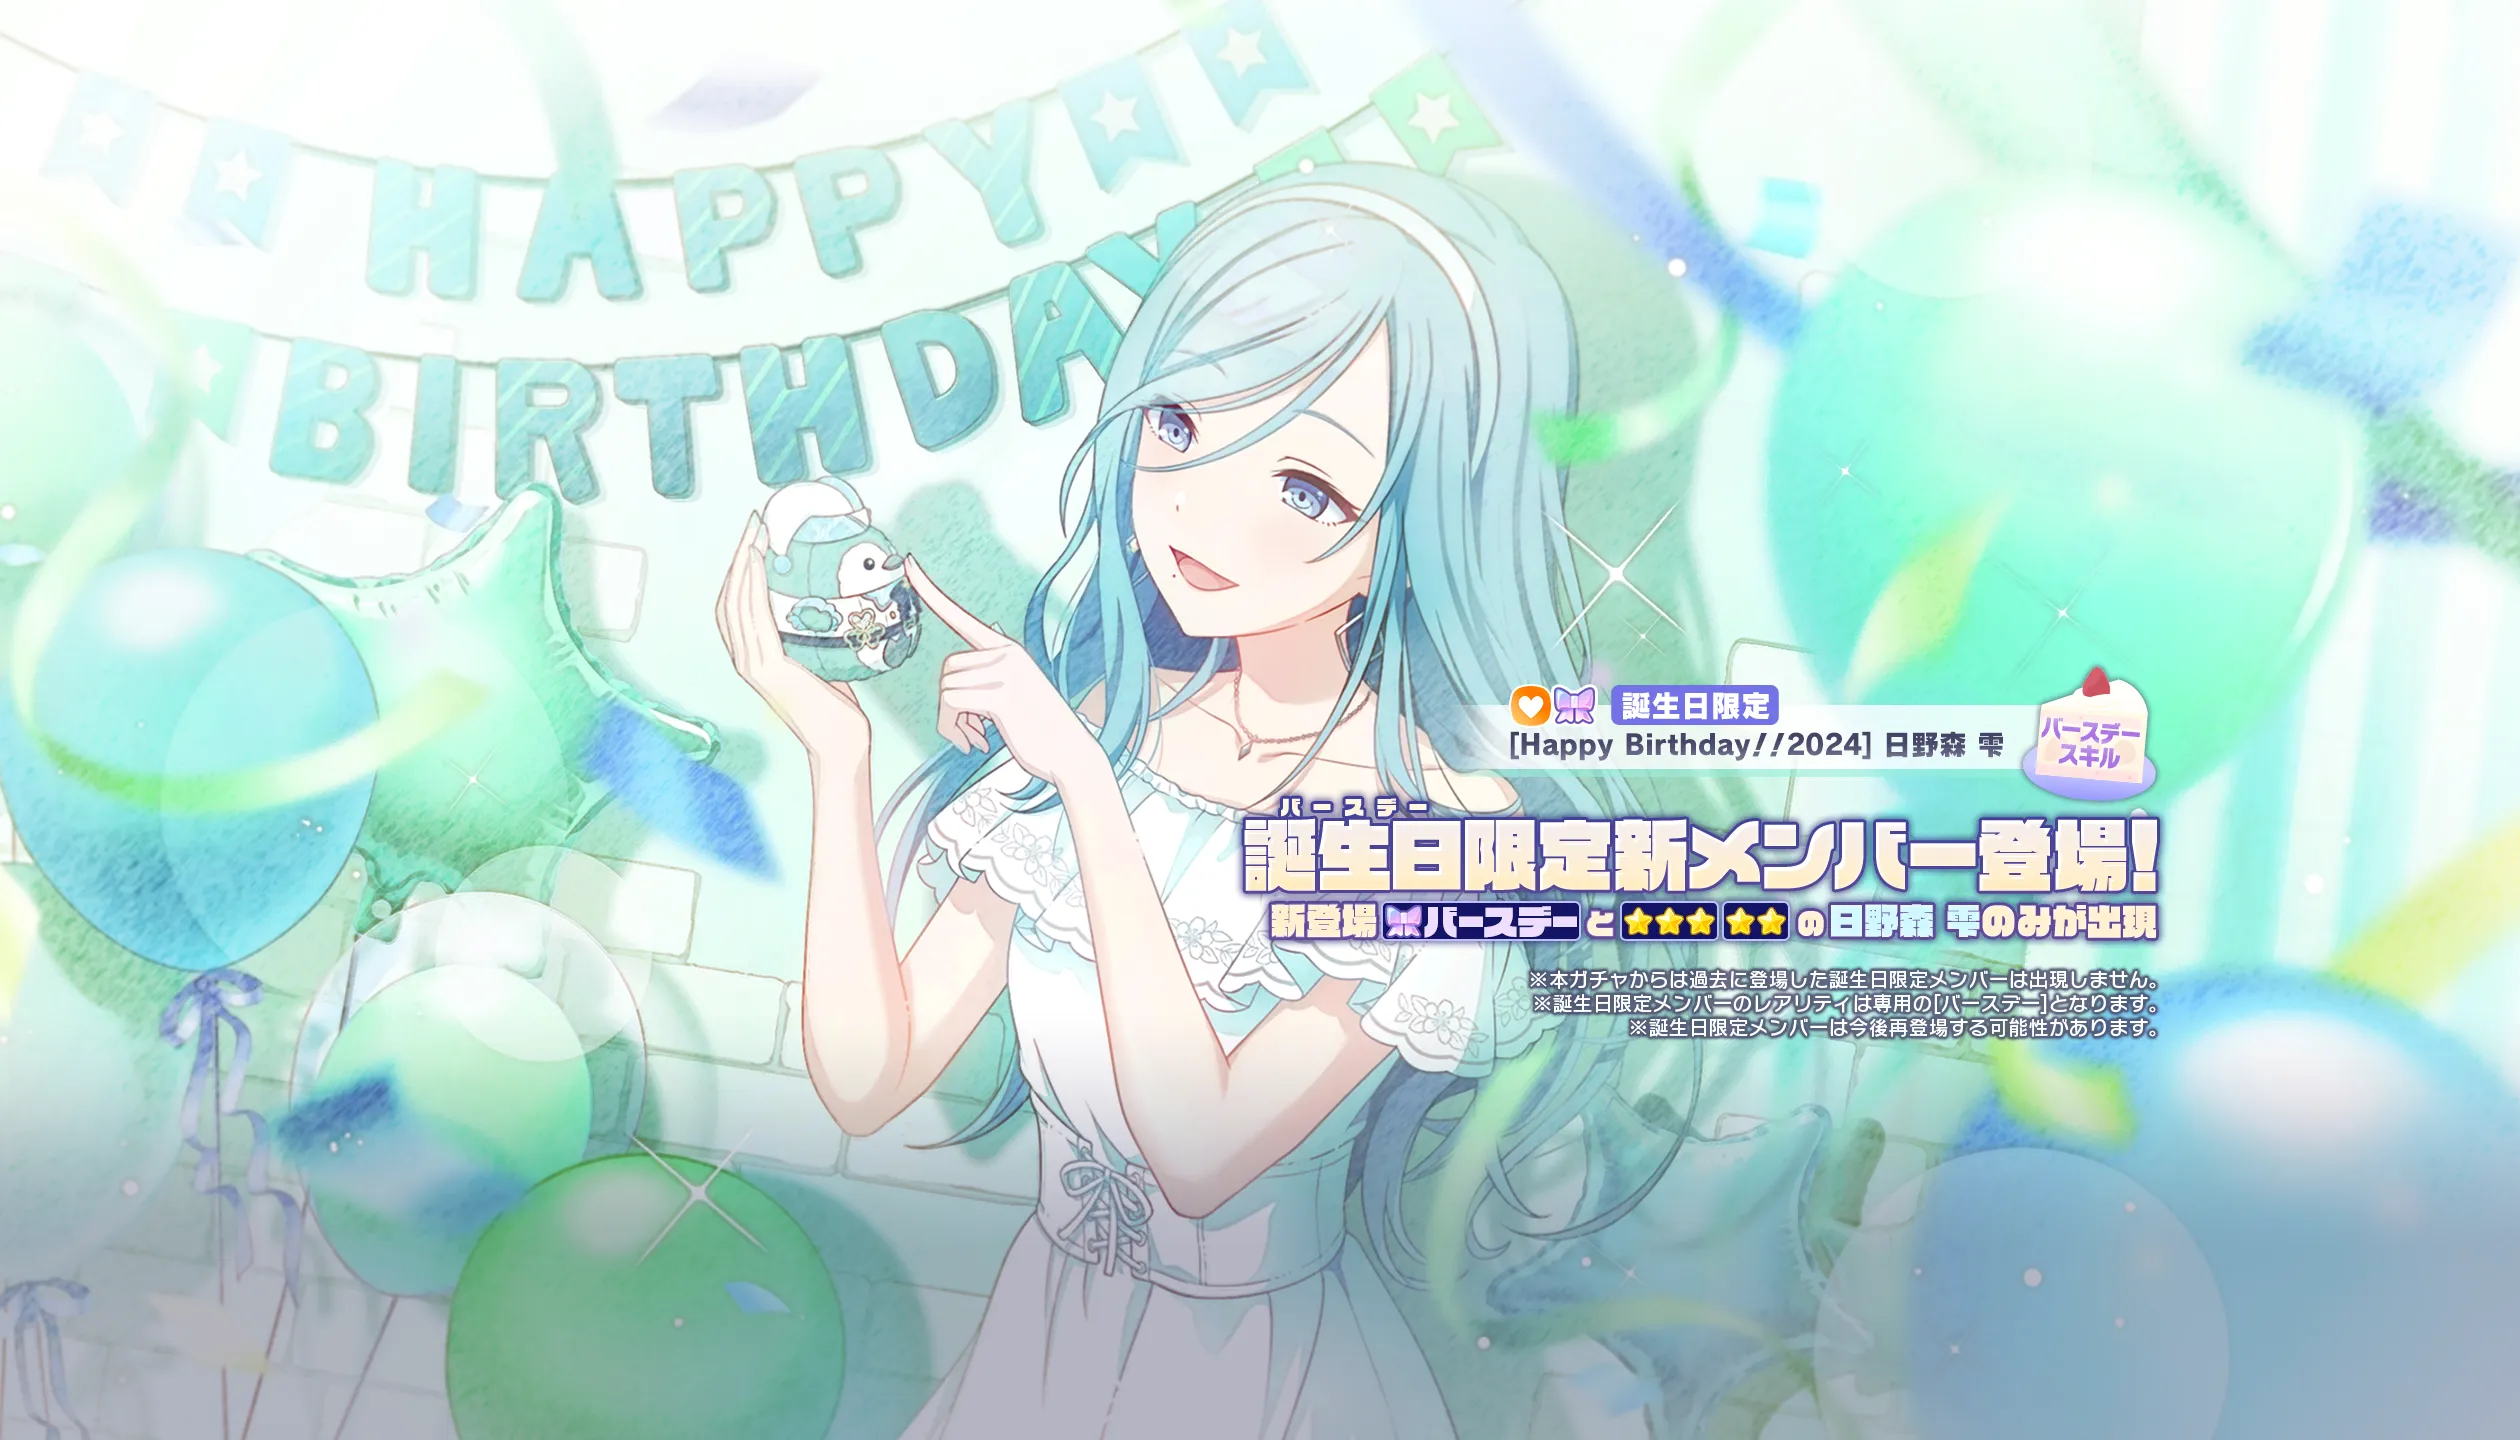 HAPPY
BIRTHDAY
誕生日限定
[Happy Birthday!!2024] 日野森 雫
バースデー
スキル
バースデー
誕生日限定新メンバー登場!
新登場 バースデー と ★★★ ★★ の 日野森 雫のみが出現
※本ガチャからは過去に登場した誕生日限定メンバーは出現しません。
※誕生日限定メンバーのレアリティは専用の[バースデー]となります。
※誕生日限定メンバーは今後再登場する可能性があります。